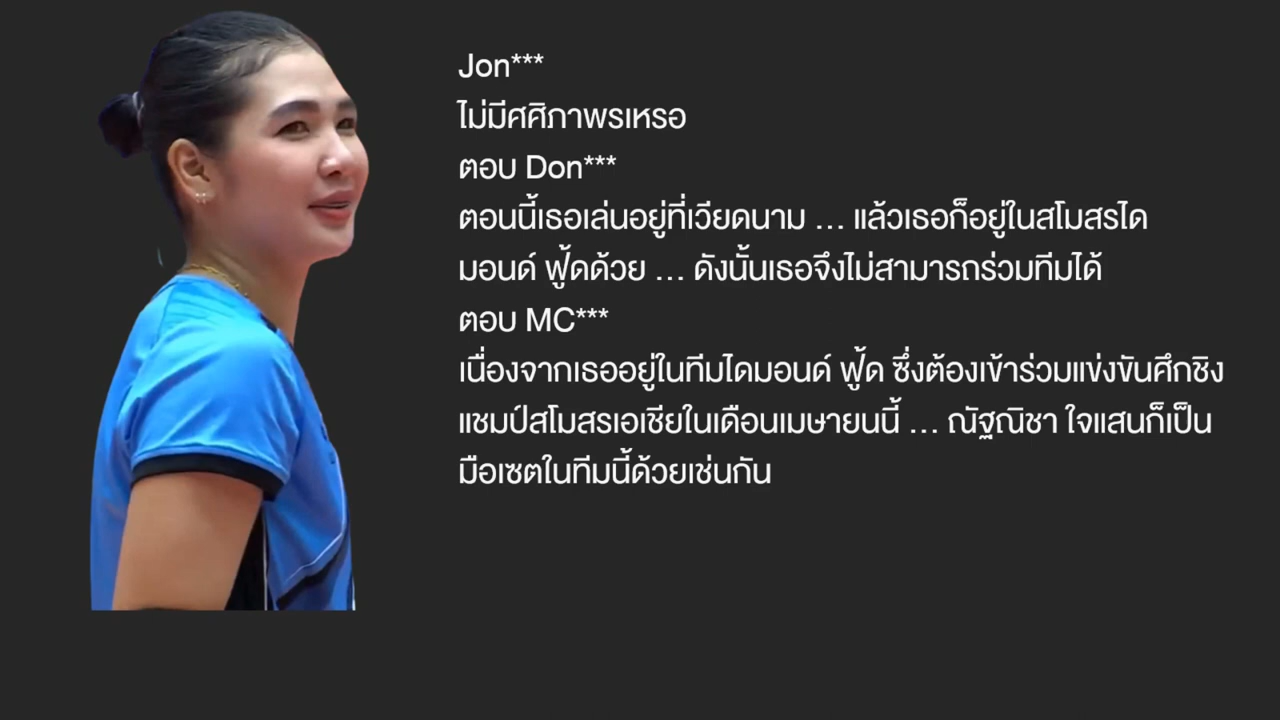 Jon***
ไม่มีศศิภาพรเหรอ
ตอบ Don***
ตอนนี้เธอเล่นอยู่ที่เวียดนาม ... แล้วเธอก็อยู่ในสโมสรได
มอนด์ ฟู้ดด้วย ... ดังนั้นเธอจึงไม่สามารถร่วมทีมได้
ตอบ MC***
เนื่องจากเธออยู่ในทีมไดมอนด์ ฟู้ด ซึ่งต้องเข้าร่วมแข่งขันศึกชิง
แชมป์สโมสรเอเชียในเดือนเมษายนนี้ ... ณัฐณิชา ใจแสนก็เป็น
มือเซตในทีมนี้ด้วยเช่นกัน